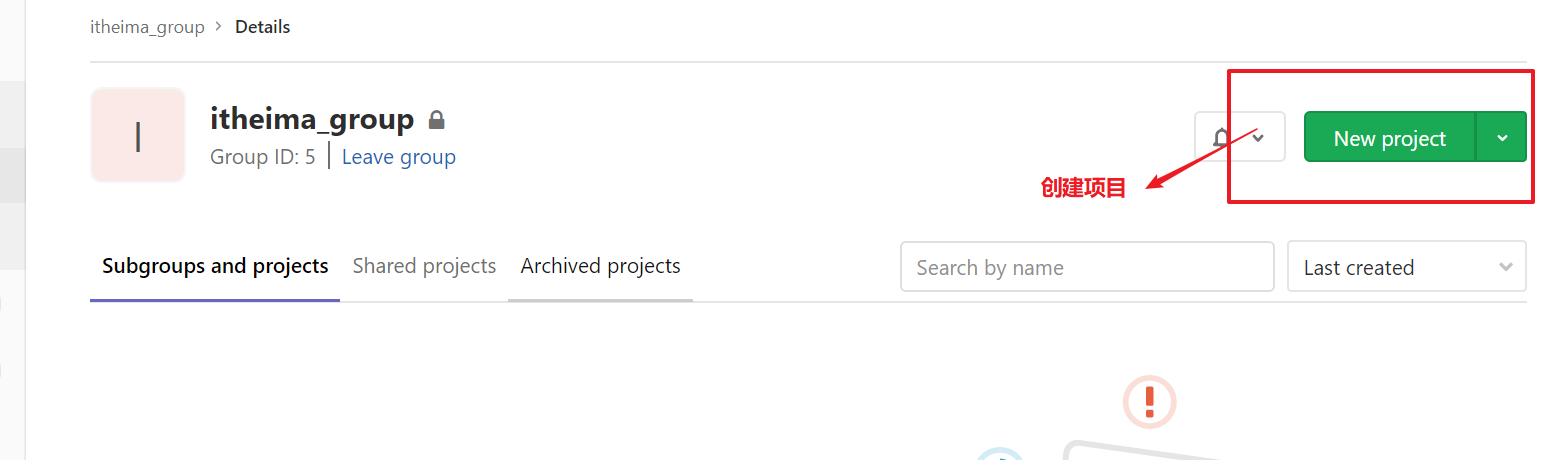 itheima_group > Details
I
itheima_group
Group ID: 5 | Leave group
New project
创建项目
Subgroups and projects Shared projects Archived projects Search by name Last created